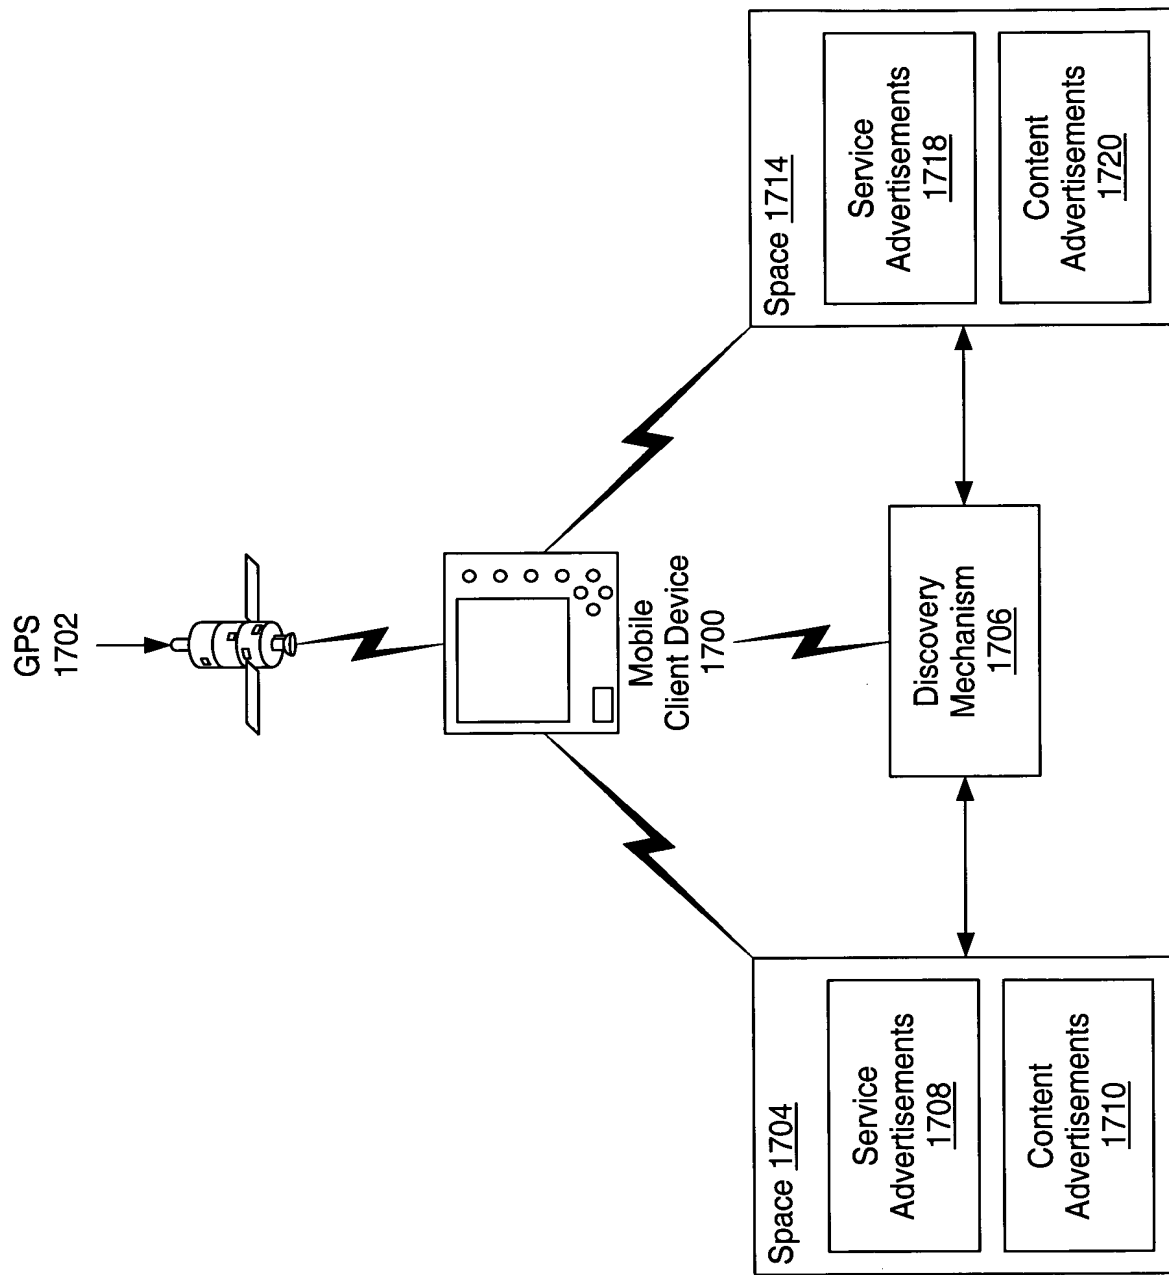 GPS
1702
Mobile
Client Device
1700
Space 1704
Service
Advertisements
1708
Content
Advertisements
1710
Discovery
Mechanism
1706
Space 1714
Service
Advertisements
1718
Content
Advertisements
1720